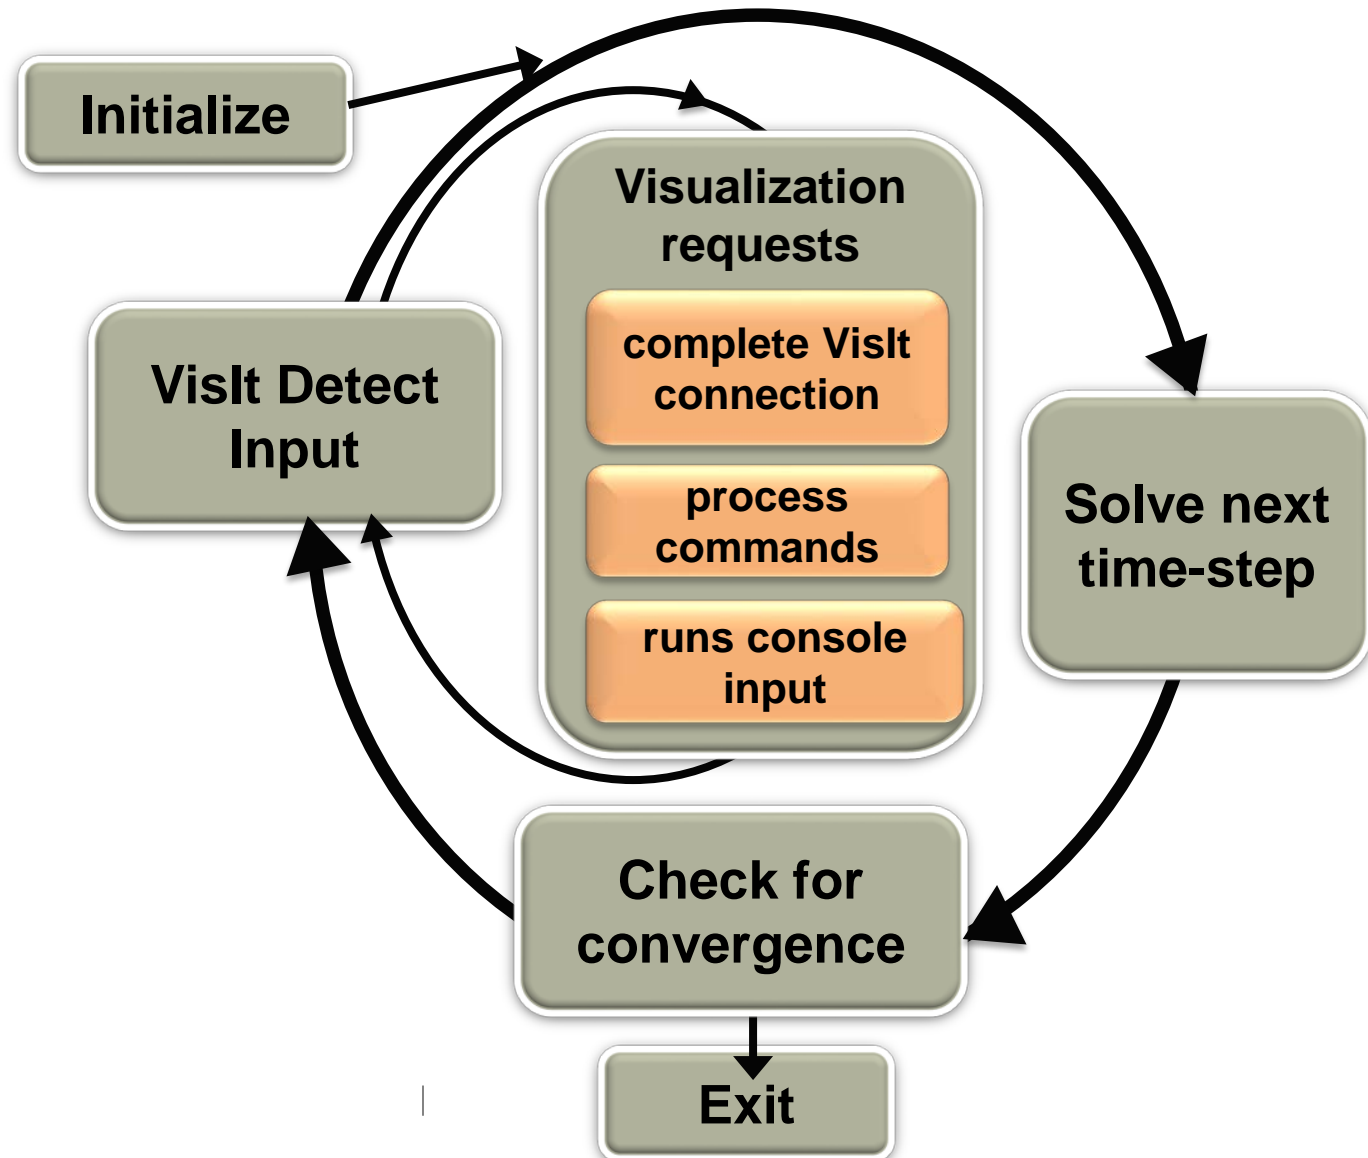 Initialize
Visualization
requests
complete VisIt
connection
process
commands
runs console
input
VisIt Detect
Input
Solve next
time-step
Check for
convergence
Exit